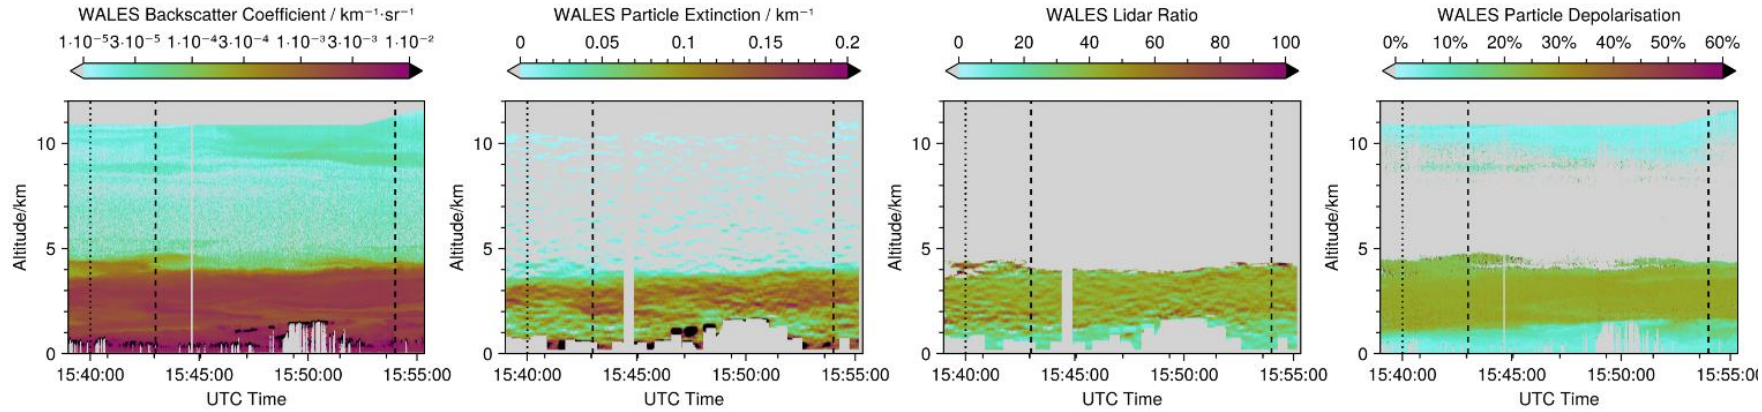 WALES Backscatter Coefficient / km⁻¹·sr⁻¹
1·10⁻⁵ 3·10⁻⁵ 1·10⁻⁴ 3·10⁻⁴ 1·10⁻³ 3·10⁻³ 1·10⁻²
Altitude/km
10
5
0
15:40:00 15:45:00 15:50:00 15:55:00
UTC Time
WALES Particle Extinction / km⁻¹
0 0.05 0.1 0.15 0.2
Altitude/km
10
5
0
15:40:00 15:45:00 15:50:00 15:55:00
UTC Time
WALES Lidar Ratio
0 20 40 60 80 100
Altitude/km
10
5
0
15:40:00 15:45:00 15:50:00 15:55:00
UTC Time
WALES Particle Depolarisation
0% 10% 20% 30% 40% 50% 60%
Altitude/km
10
5
0
15:40:00 15:45:00 15:50:00 15:55:00
UTC Time